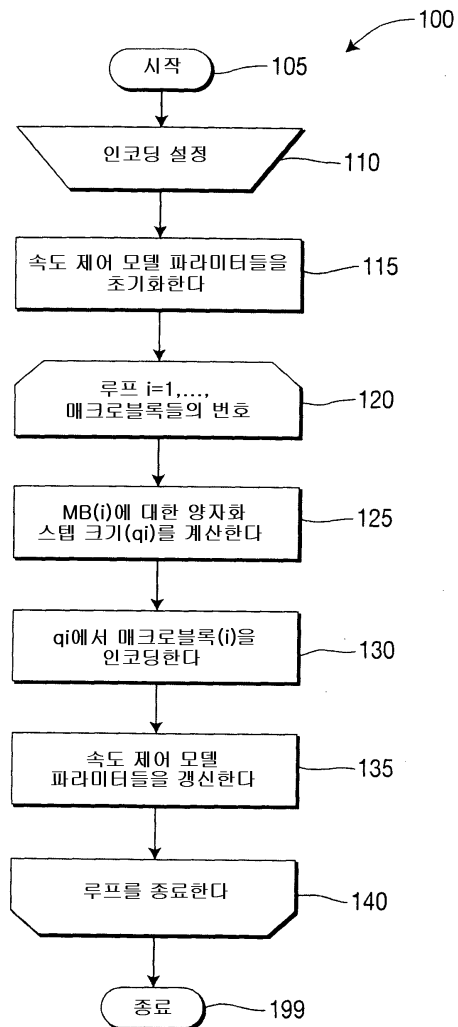 100
시작
105
인코딩 설정
110
속도 제어 모델 파라미터들을
초기화한다
115
루프 i=1,...,
매크로블록들의 번호
120
MB(i)에 대한 양자화
스텝 크기(qi)를 계산한다
125
qi에서 매크로블록(i)을
인코딩한다
130
속도 제어 모델
파라미터들을 갱신한다
135
루프를 종료한다
140
종료
199